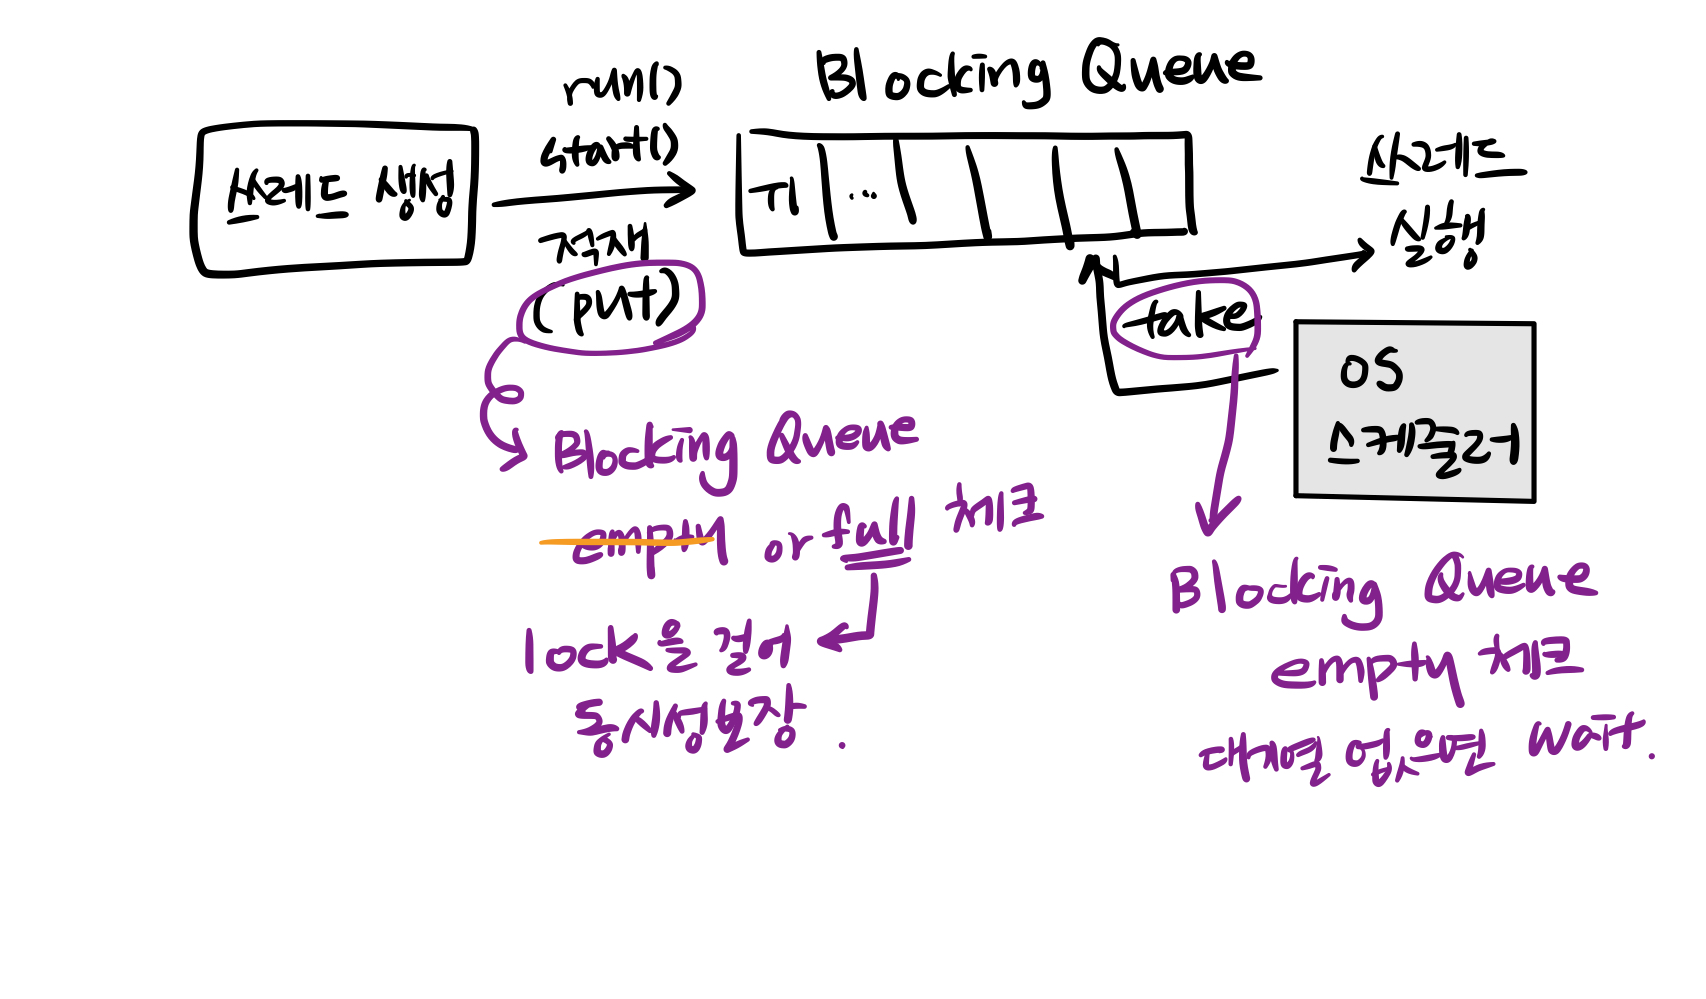 Blocking Queue
스레드 생성
run()
start()
적재
(put)
T1
...
스레드
실행
take
OS
스케줄러
Blocking Queue
empty or full 체크
lock을 걸어
동시성보장.
Blocking Queue
empty 체크
대기열 없으면 wait.